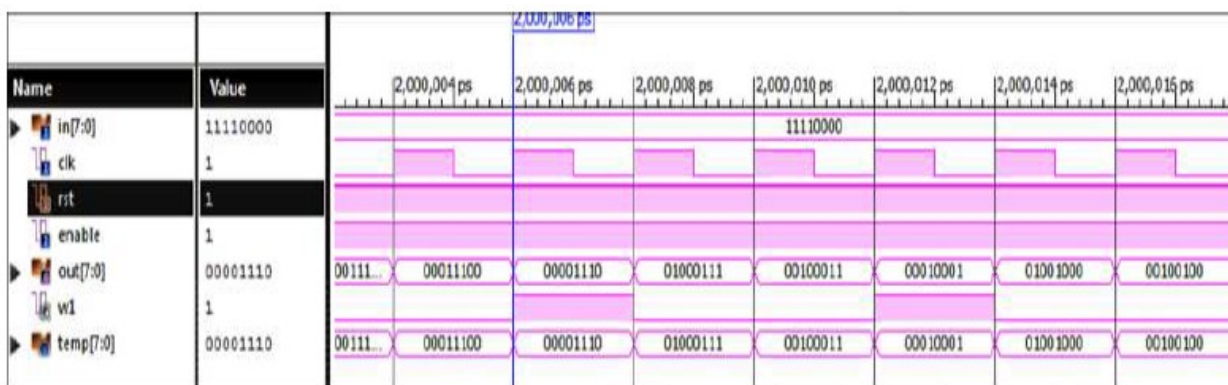 2,000,006 ps
Name Value 2,000,004 ps 2,000,006 ps 2,000,008 ps 2,000,010 ps 2,000,012 ps 2,000,014 ps 2,000,016 ps
in[7:0] 11110000 11110000
clk 1
rst 1
enable 1
out[7:0] 00001110 00111... 00011100 00001110 01000111 00100011 00010001 01001000 00100100
w1 1
temp[7:0] 00001110 00111... 00011100 00001110 01000111 00100011 00010001 01001000 00100100